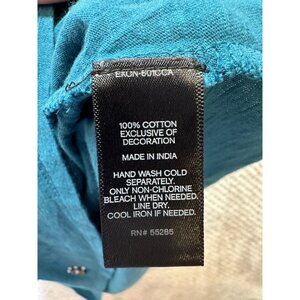 100% COTTON
EXCLUSIVE OF
DECORATION
MADE IN INDIA
HAND WASH COLD
SEPARATELY.
ONLY NON-CHLORINE
BLEACH WHEN NEEDED.
LINE DRY.
COOL IRON IF NEEDED.
RN# 55285